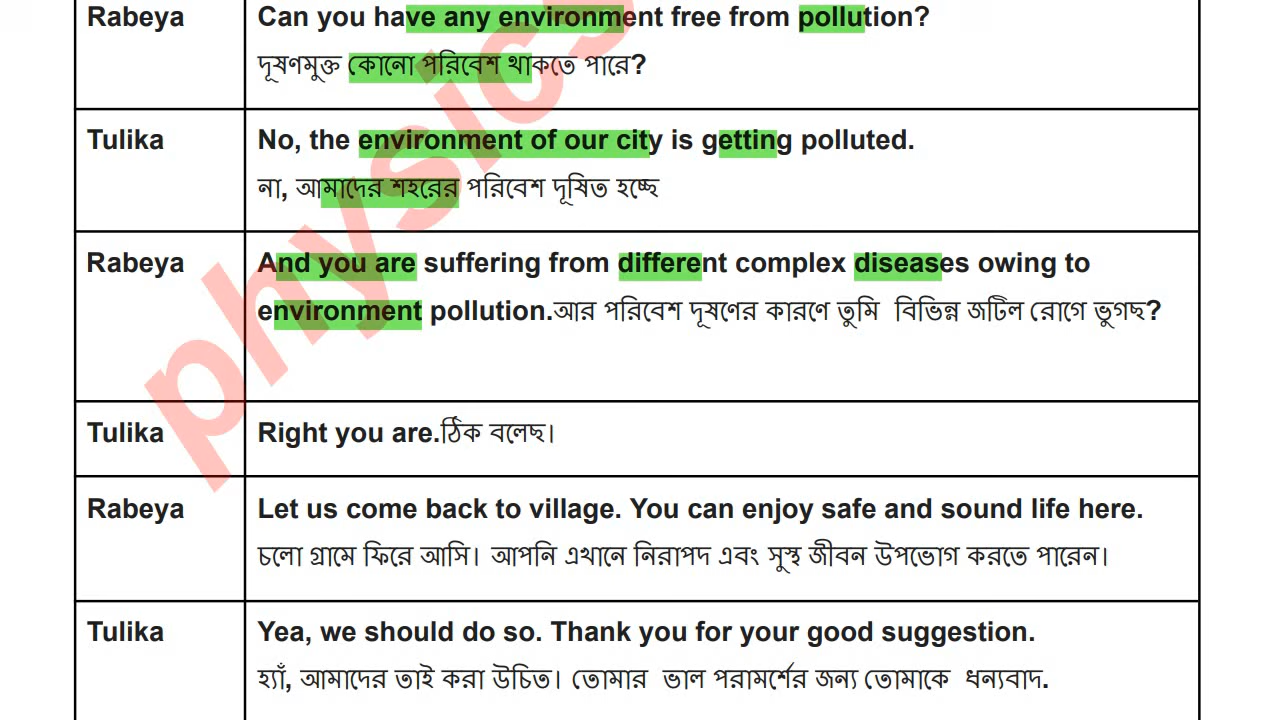 Rabeya
Can you have any environment free from pollution?
দূষণমুক্ত কোনো পরিবেশ থাকতে পারে?
Tulika
No, the environment of our city is getting polluted.
না, আমাদের শহরের পরিবেশ দূষিত হচ্ছে
Rabeya
And you are suffering from different complex diseases owing to
environment pollution.আর পরিবেশ দূষণের কারণে তুমি বিভিন্ন জটিল রোগে ভুগছ?
Tulika
Right you are.ঠিক বলেছ।
Rabeya
Let us come back to village. You can enjoy safe and sound life here.
চলো গ্রামে ফিরে আসি। আপনি এখানে নিরাপদ এবং সুস্থ জীবন উপভোগ করতে পারেন।
Tulika
Yea, we should do so. Thank you for your good suggestion.
হ্যাঁ, আমাদের তাই করা উচিত। তোমার ভাল পরামর্শের জন্য তোমাকে ধন্যবাদ.
physics